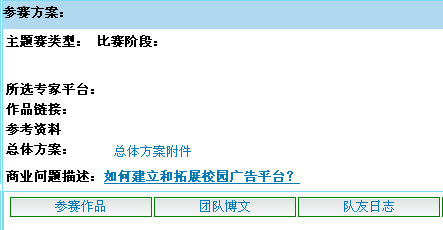 参赛方案：
主题赛类型： 比赛阶段：
所选专家平台：
作品链接：
参考资料
总体方案： 总体方案附件
商业问题描述：如何建立和拓展校园广告平台？
参赛作品 团队博文 队友日志